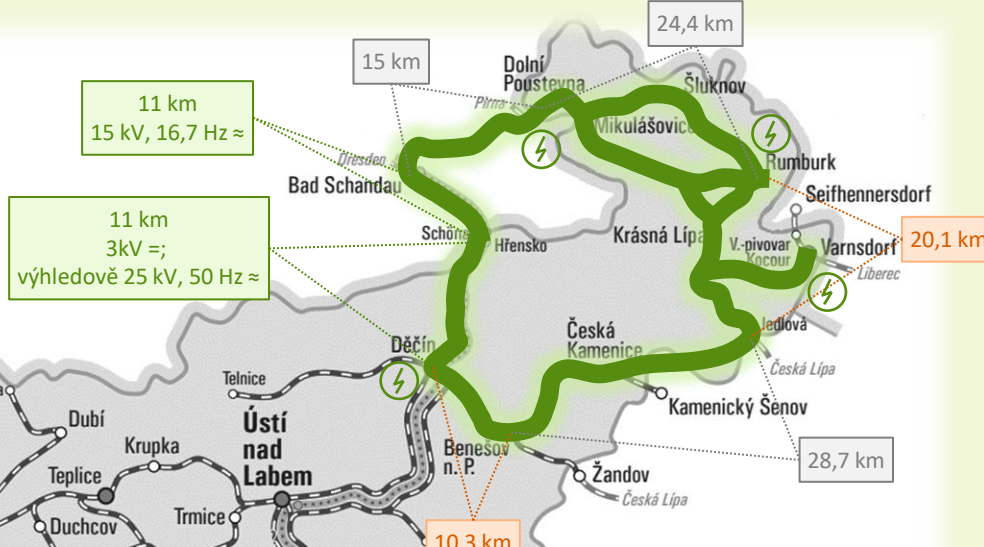 24,4 km
15 km
Dolní
Poustevna
Šluknov
Pirna
11 km
15 kV, 16,7 Hz ≈
Mikulášovice
Dresden
Rumburk
Bad Schandau
Seifhennersdorf
11 km
3kV =;
výhledově 25 kV, 50 Hz ≈
Hřensko
Krásná Lípa
V.-pivovar
Kocour
Varnsdorf
20,1 km
Liberec
Jedlová
Děčín
Česká
Kamenice
Česká Lípa
Telnice
Kamenický Šenov
Dubí
Ústí
nad
Labem
Krupka
Benešov
n. P.
28,7 km
Teplice
Žandov
Česká Lípa
Duchcov
Trmice
10,3 km